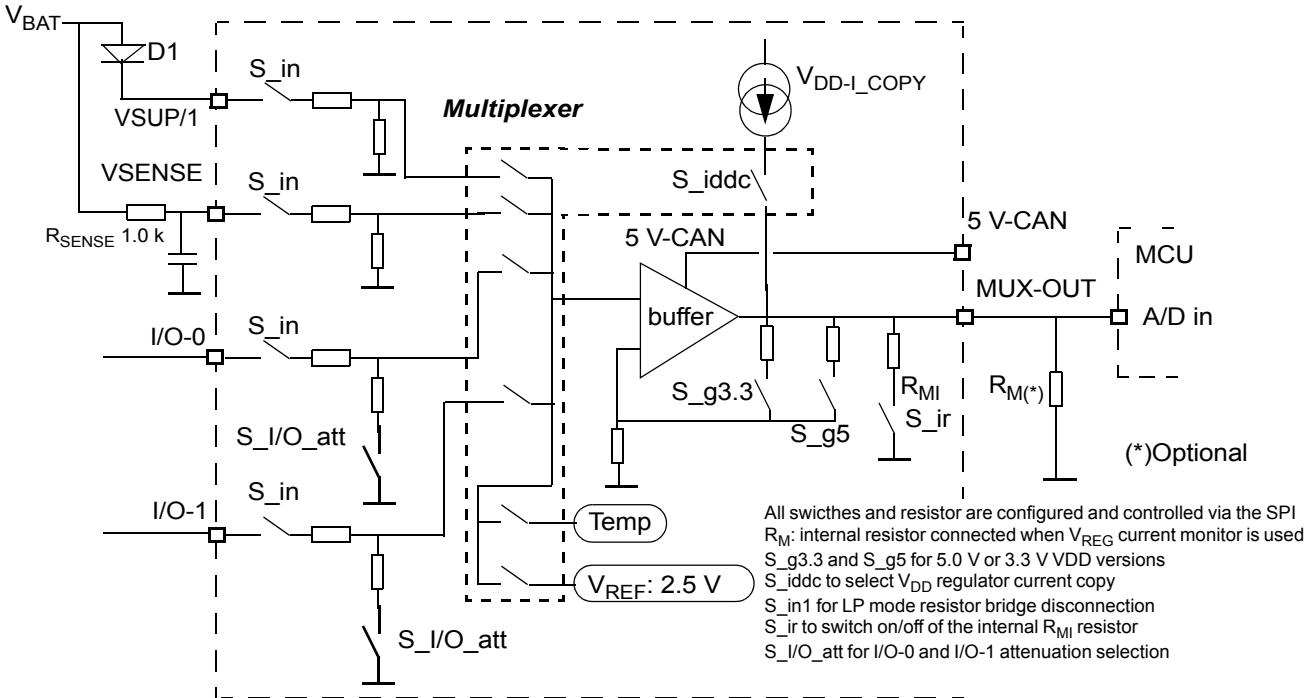 VBAT
D1
S_in
VDD-I_COPY
VSUP/1
Multiplexer
VSENSE
S_in
S_iddc
RSENSE 1.0 k
5 V-CAN
5 V-CAN
MCU
MUX-OUT
buffer
A/D in
I/O-0
S_in
S_g3.3
RMI
RM(*)
S_ir
S_g5
S_I/O_att
(*)Optional
S_in
I/O-1
Temp
VREF: 2.5 V
S_I/O_att
All swicthes and resistor are configured and controlled via the SPI
RM: internal resistor connected when VREG current monitor is used
S_g3.3 and S_g5 for 5.0 V or 3.3 V VDD versions
S_iddc to select VDD regulator current copy
S_in1 for LP mode resistor bridge disconnection
S_ir to switch on/off of the internal RMI resistor
S_I/O_att for I/O-0 and I/O-1 attenuation selection